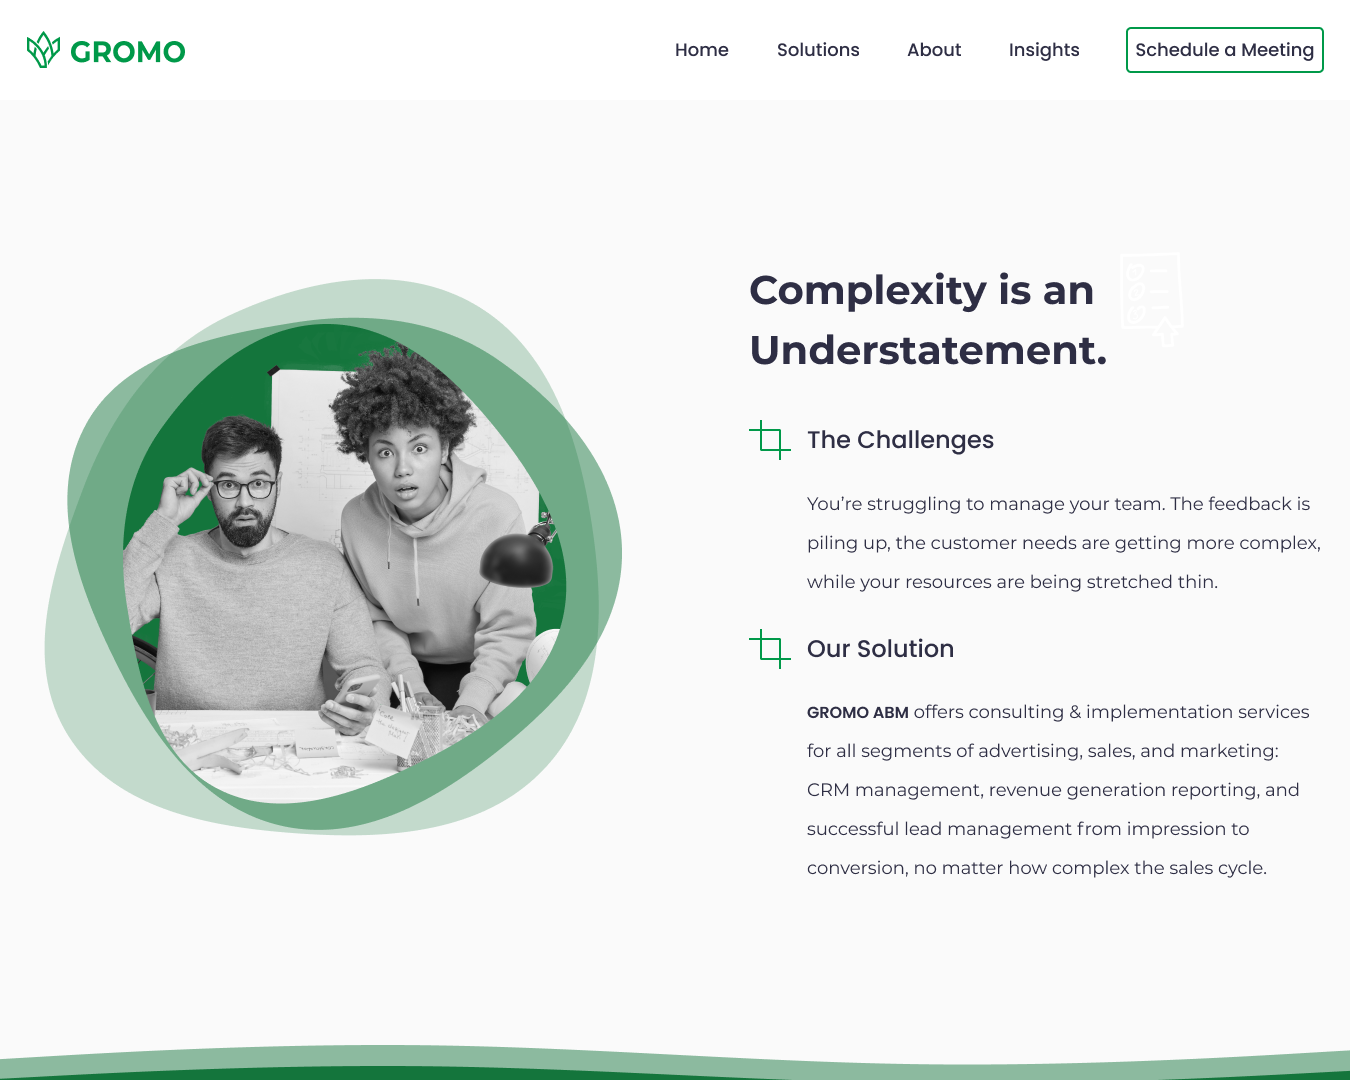 GROMO
Home
Solutions
About
Insights
Schedule a Meeting
Complexity is an
Understatement.
The Challenges
You’re struggling to manage your team. The feedback is
piling up, the customer needs are getting more complex,
while your resources are being stretched thin.
Our Solution
GROMO ABM offers consulting & implementation services
for all segments of advertising, sales, and marketing:
CRM management, revenue generation reporting, and
successful lead management from impression to
conversion, no matter how complex the sales cycle.